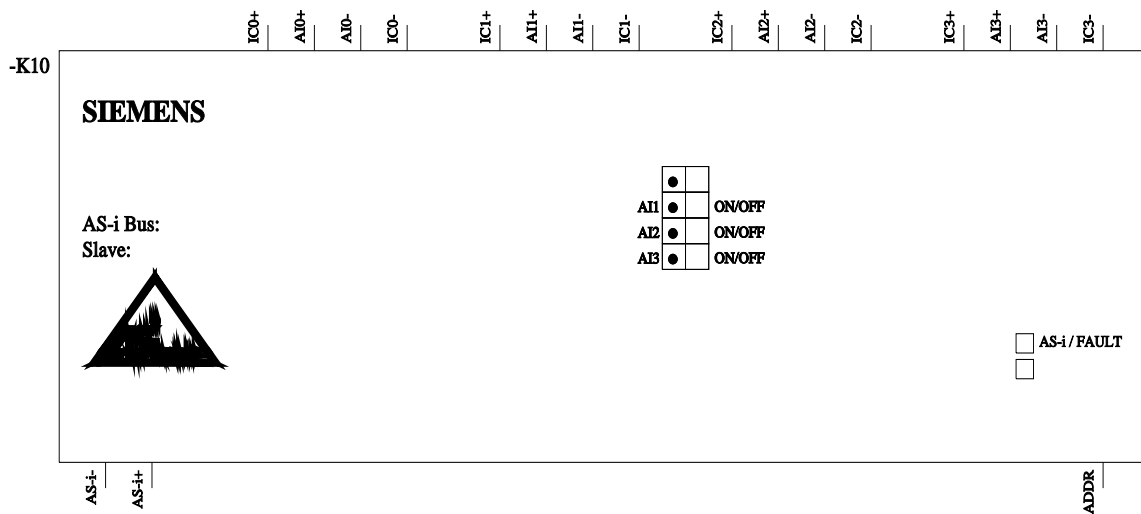 IC0+ AI0+ AI0- IC0- IC1+ AI1+ AI1- IC1- IC2+ AI2+ AI2- IC2- IC3+ AI3+ AI3- IC3-
-K10
SIEMENS
AI1 ON/OFF
AS-i Bus:
AI2 ON/OFF
Slave:
AI3 ON/OFF
AS-i / FAULT
AS-i- AS-i+ ADDR